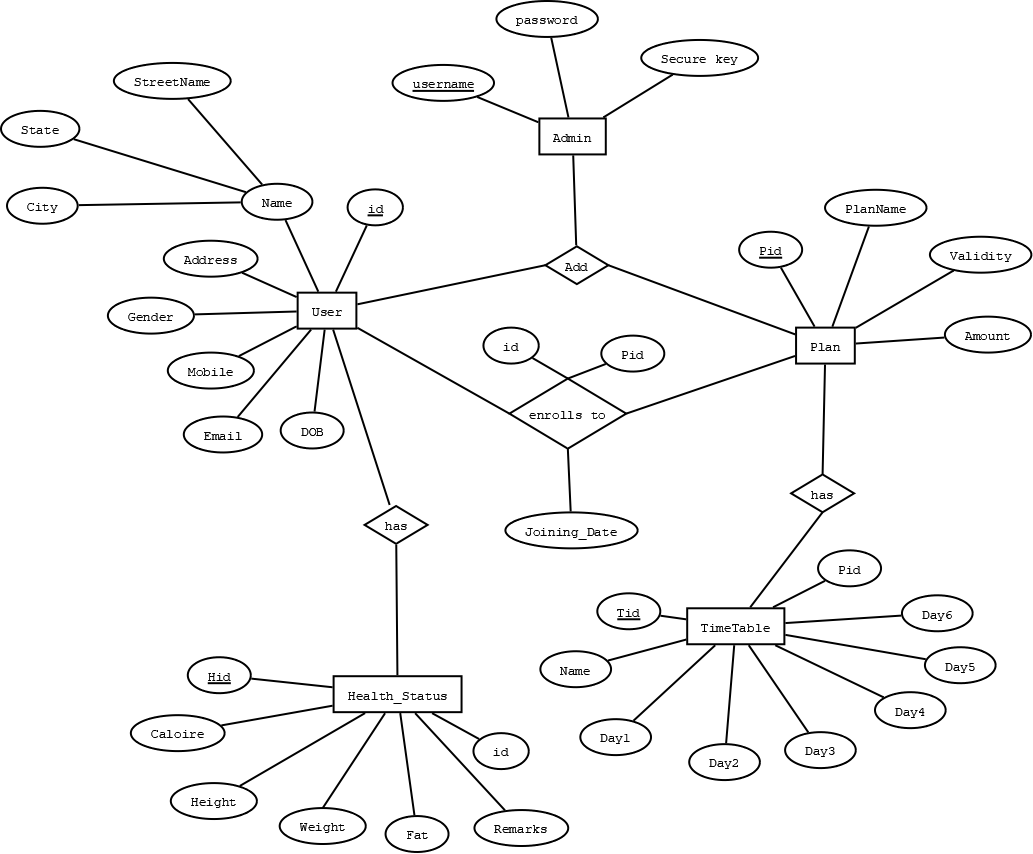 password
Secure key
username
StreetName
State
Admin
City
Name
id
PlanName
Pid
Validity
Address
Add
User
Gender
Plan
Amount
id
Pid
Mobile
enrolls to
Email
DOB
has
has
Joining_Date
Pid
Tid
Day6
TimeTable
Name
Day5
Hid
Health_Status
Day4
Caloire
Day1
id
Day3
Day2
Height
Weight
Fat
Remarks